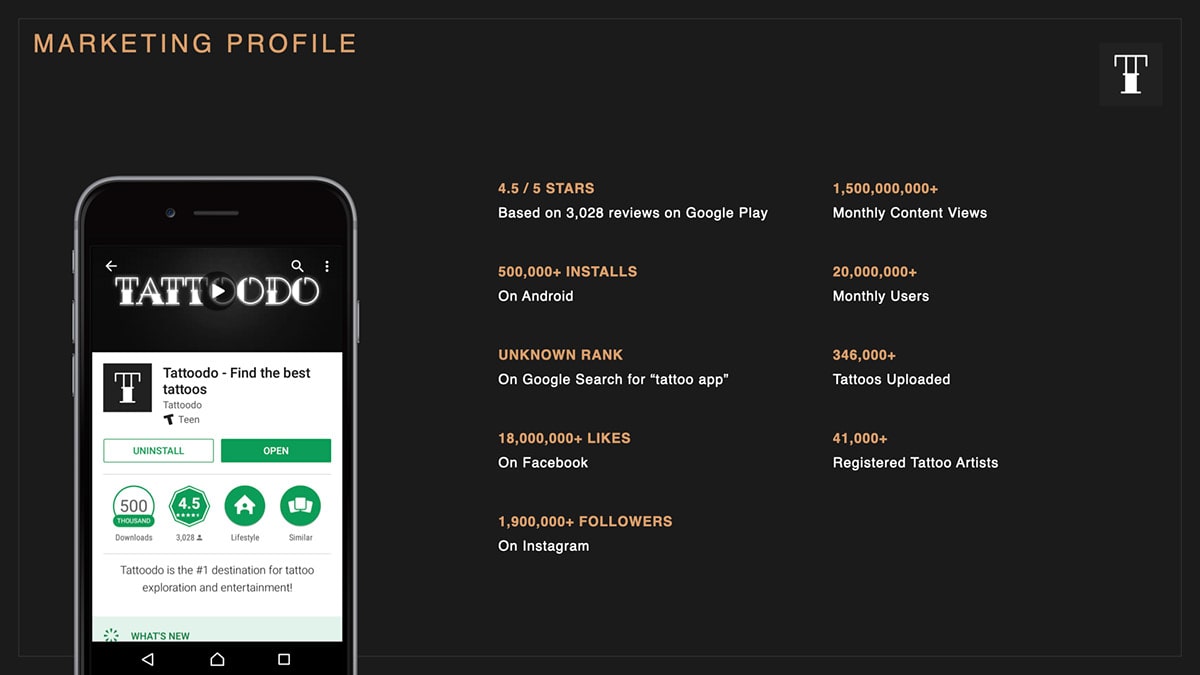 MARKETING PROFILE
TATTOODO
Tattoodo - Find the best
tattoos
Tattoodo
Teen
UNINSTALL
OPEN
500
THOUSAND
Downloads
4.5
3,028
Lifestyle
Similar
Tattoodo is the #1 destination for tattoo
exploration and entertainment!
WHAT'S NEW
4.5 / 5 STARS
Based on 3,028 reviews on Google Play
500,000+ INSTALLS
On Android
UNKNOWN RANK
On Google Search for “tattoo app”
18,000,000+ LIKES
On Facebook
1,900,000+ FOLLOWERS
On Instagram
1,500,000,000+
Monthly Content Views
20,000,000+
Monthly Users
346,000+
Tattoos Uploaded
41,000+
Registered Tattoo Artists